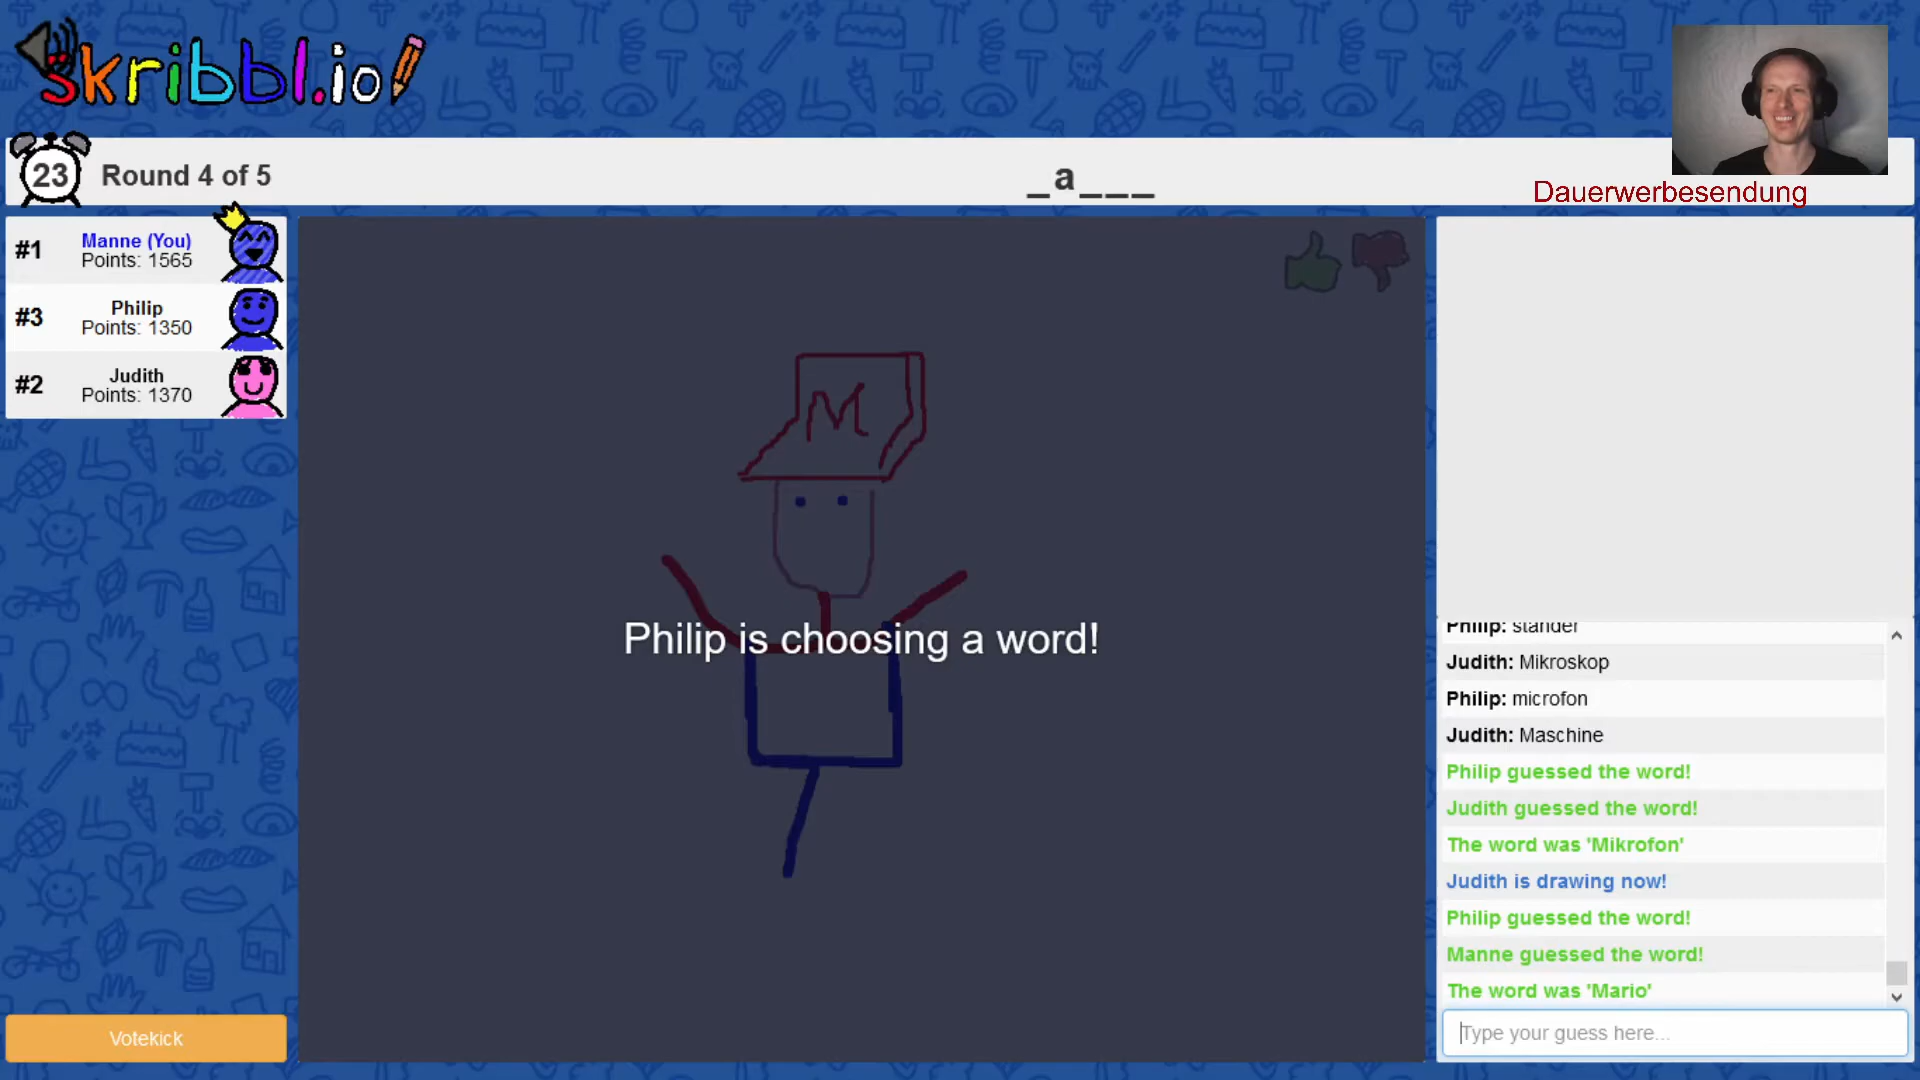 skribbl.io
23
Round 4 of 5
_a___
Dauerwerbesendung
#1
Manne (You)
Points: 1565
#3
Philip
Points: 1350
#2
Judith
Points: 1370
M
Philip is choosing a word!
Philip: stander
Judith: Mikroskop
Philip: microfon
Judith: Maschine
Philip guessed the word!
Judith guessed the word!
The word was 'Mikrofon'
Judith is drawing now!
Philip guessed the word!
Manne guessed the word!
The word was 'Mario'
Type your guess here...
Votekick